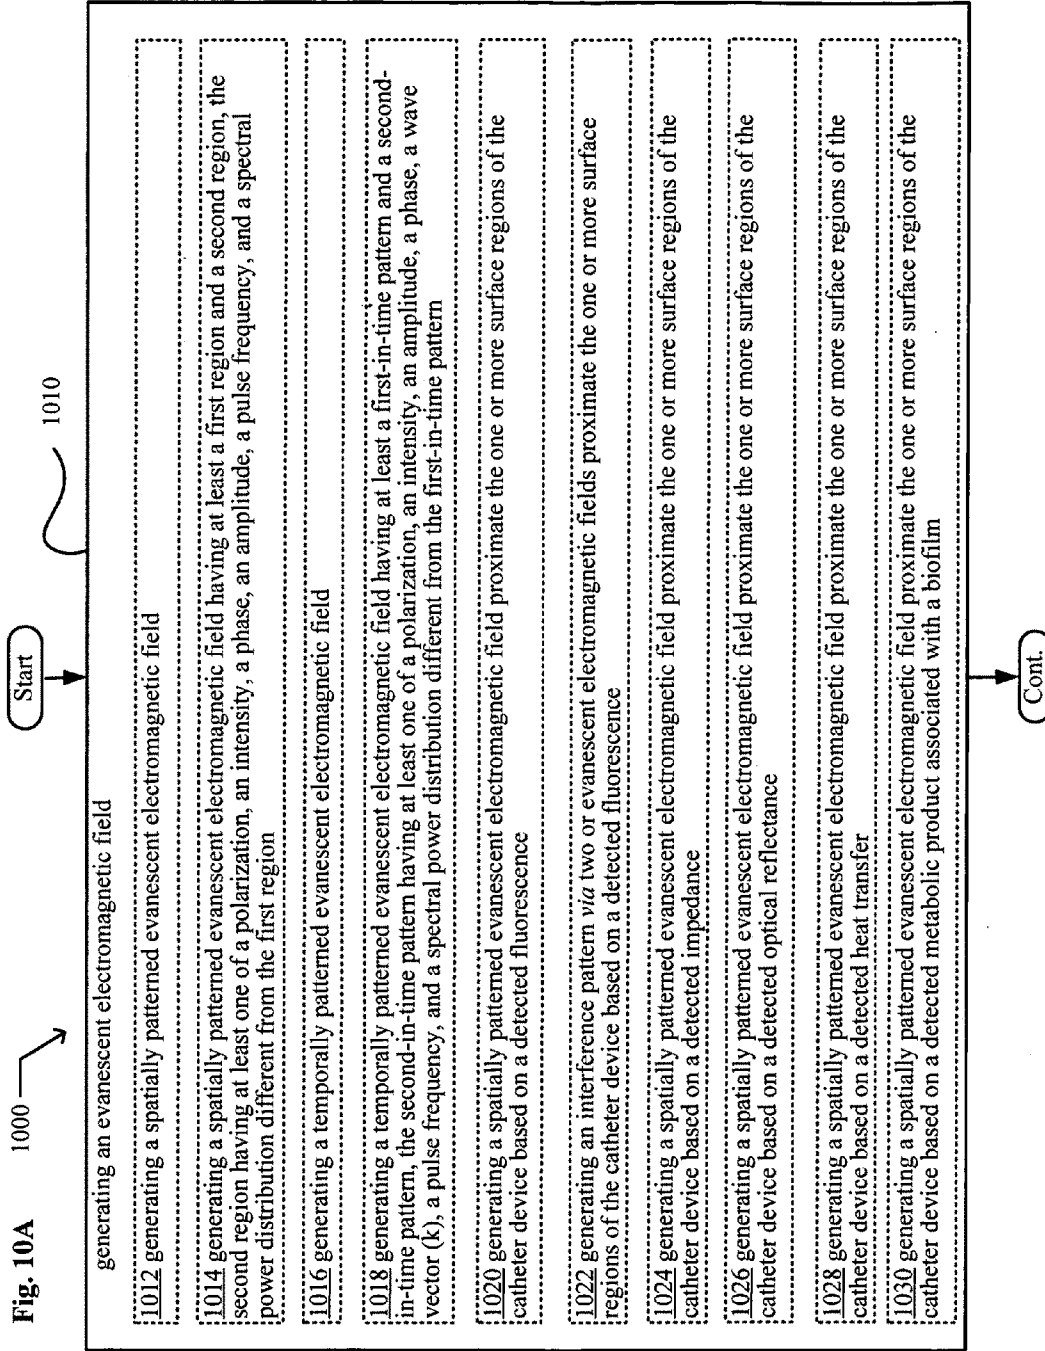 Fig. 10A
1000
Start
1010
generating an evanescent electromagnetic field
1012 generating a spatially patterned evanescent electromagnetic field
1014 generating a spatially patterned evanescent electromagnetic field having at least a first region and a second region, the
second region having at least one of a polarization, an intensity, a phase, an amplitude, a pulse frequency, and a spectral
power distribution different from the first region
1016 generating a temporally patterned evanescent electromagnetic field
1018 generating a temporally patterned evanescent electromagnetic field having at least a first-in-time pattern and a second-
in-time pattern, the second-in-time pattern having at least one of a polarization, an intensity, an amplitude, a phase, a wave
vector (k), a pulse frequency, and a spectral power distribution different from the first-in-time pattern
1020 generating a spatially patterned evanescent electromagnetic field proximate the one or more surface regions of the
catheter device based on a detected fluorescence
1022 generating an interference pattern via two or evanescent electromagnetic fields proximate the one or more surface
regions of the catheter device based on a detected fluorescence
1024 generating a spatially patterned evanescent electromagnetic field proximate the one or more surface regions of the
catheter device based on a detected impedance
1026 generating a spatially patterned evanescent electromagnetic field proximate the one or more surface regions of the
catheter device based on a detected optical reflectance
1028 generating a spatially patterned evanescent electromagnetic field proximate the one or more surface regions of the
catheter device based on a detected heat transfer
1030 generating a spatially patterned evanescent electromagnetic field proximate the one or more surface regions of the
catheter device based on a detected metabolic product associated with a biofilm
Cont.